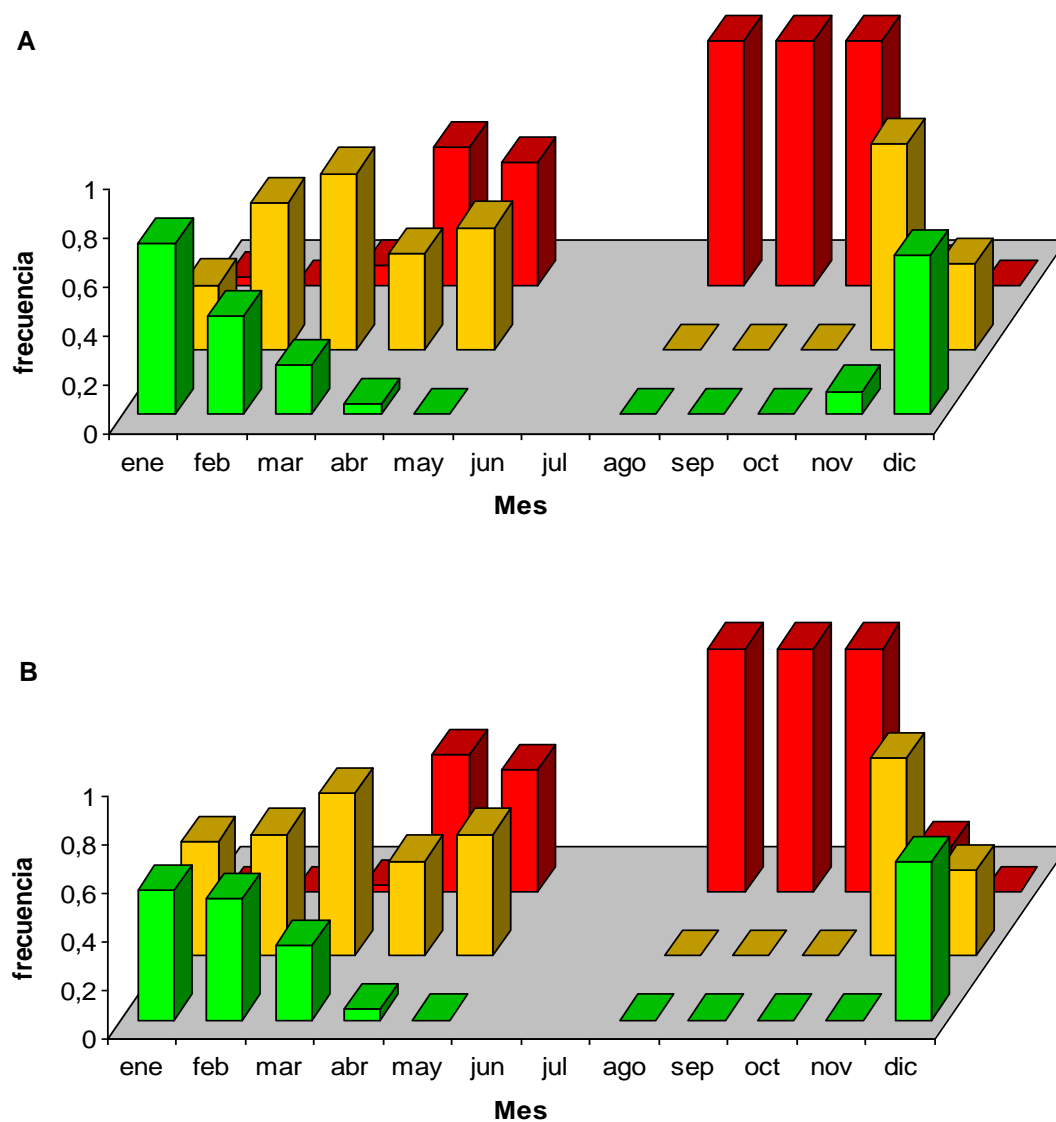 A
1
0,8
0,6
0,4
0,2
0
frecuencia
ene feb mar abr may jun jul ago sep oct nov dic
Mes
B
1
0,8
0,6
0,4
0,2
0
frecuencia
ene feb mar abr may jun jul ago sep oct nov dic
Mes